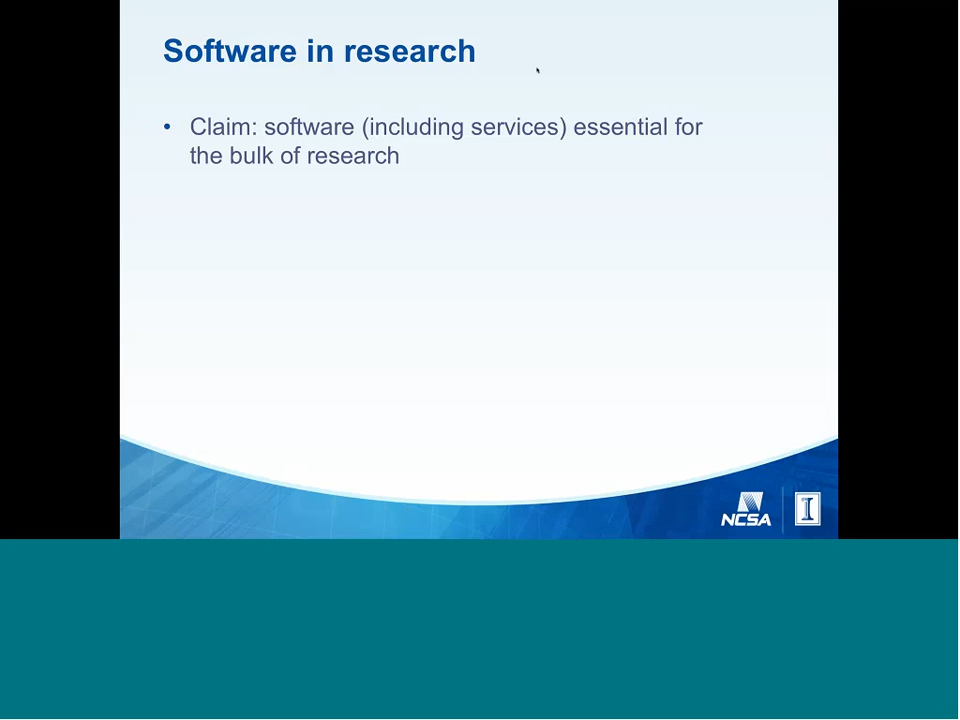 Software in research
• Claim: software (including services) essential for
the bulk of research
NCSA
I